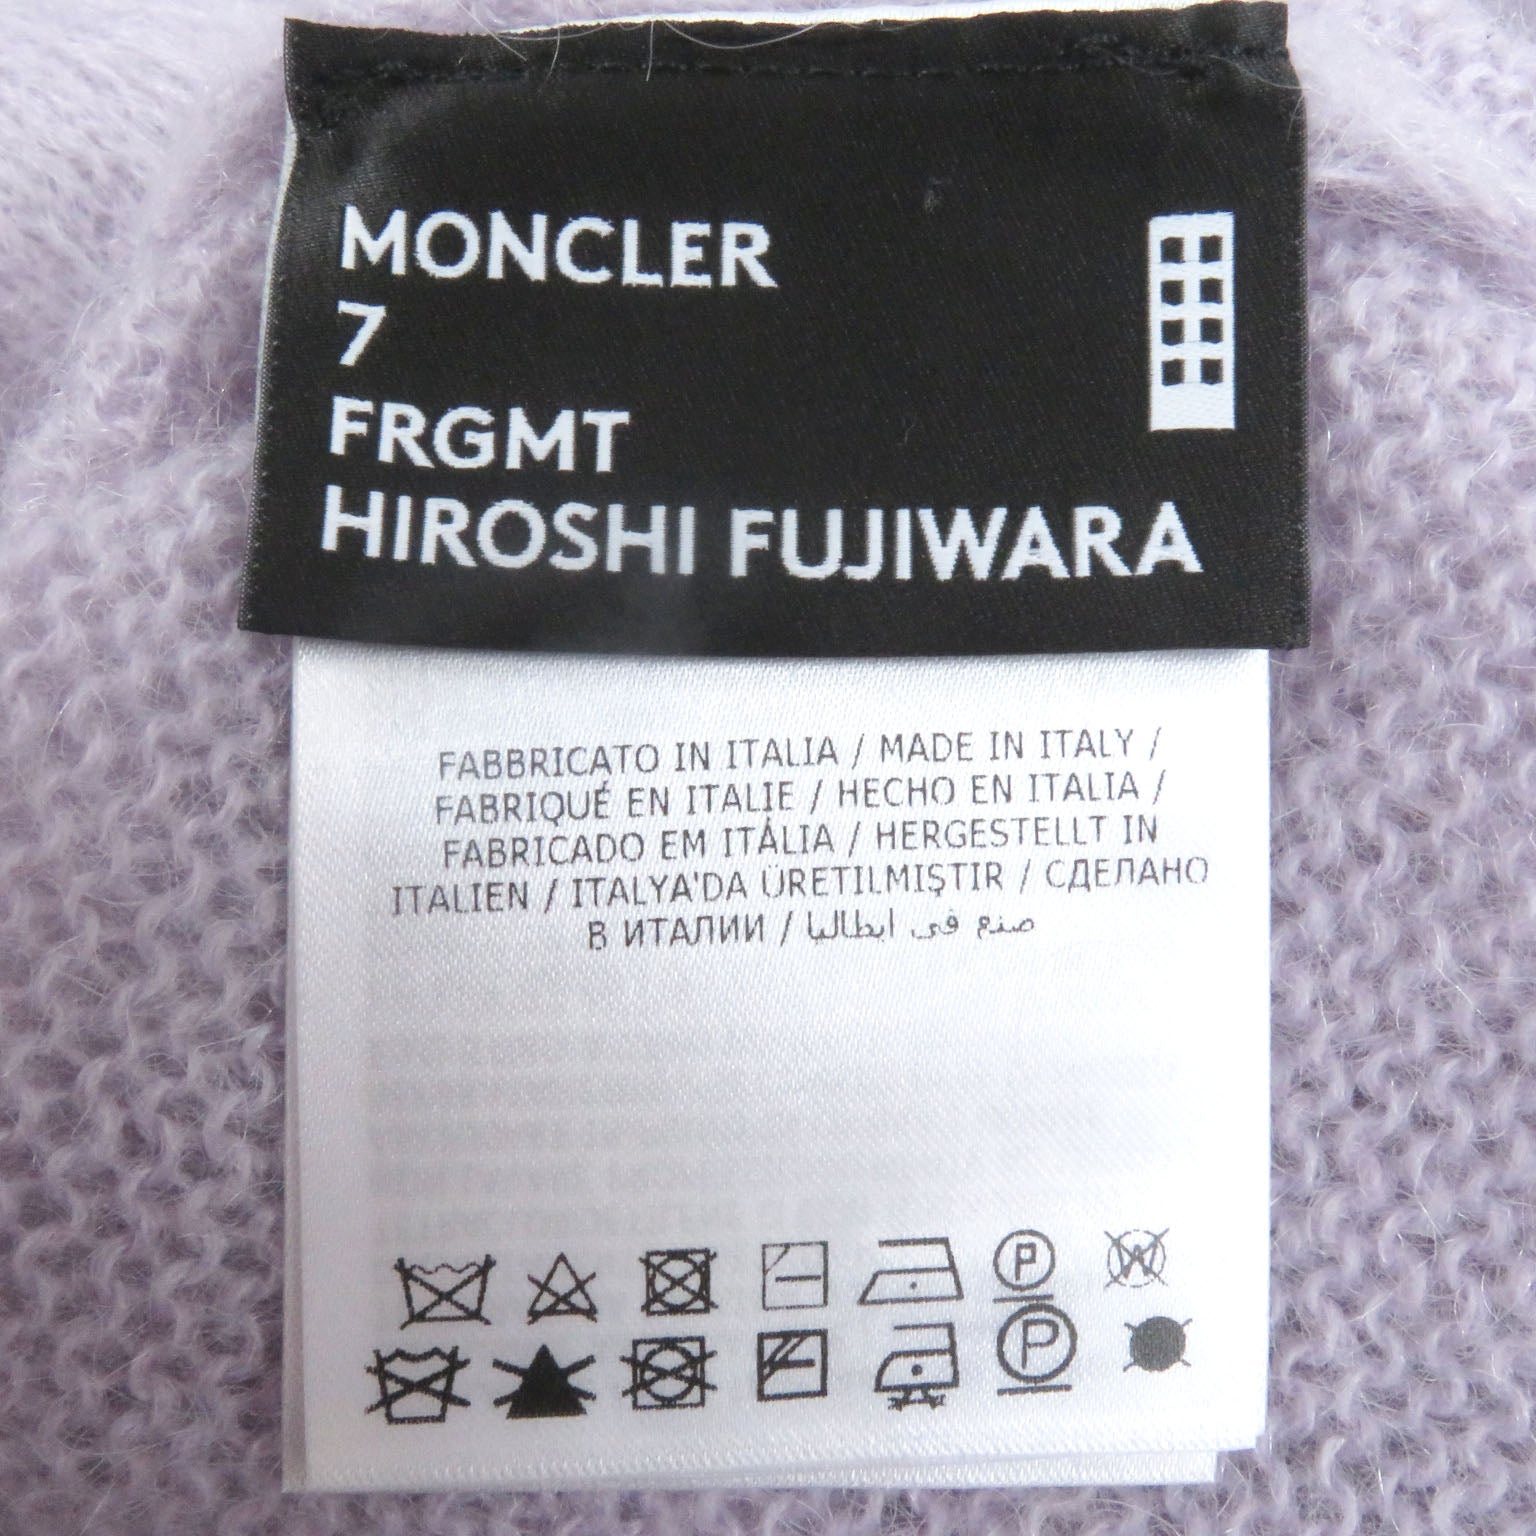 MONCLER
7
FRGMT
HIROSHI FUJIWARA
FABBRICATO IN ITALIA / MADE IN ITALY /
FABRIQUÉ EN ITALIE / HECHO EN ITALIA /
FABRICADO EM ITÁLIA / HERGESTELLT IN
ITALIEN / ITALYA'DA ÜRETILMIŞTIR / СДЕЛАНО
В ИТАЛИИ / صنع في ايطاليا
P W
P